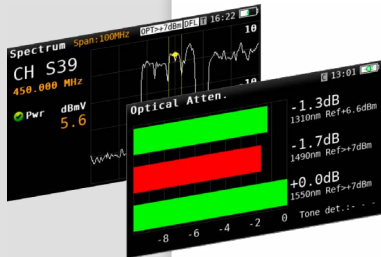 Spectrum Span:100MHz OPT>+7dBm DFL T 16:22
CH S39
450.000 MHz
Pwr dBmV
5.6
10
10
C 13:01
Optical Atten.
-1.3dB
1310nm Ref+6.6dBm
-1.7dB
1490nm Ref>+7dBm
+0.0dB
1550nm Ref>+7dBm
-8 -6 -4 -2 0 Tone det.:- - -